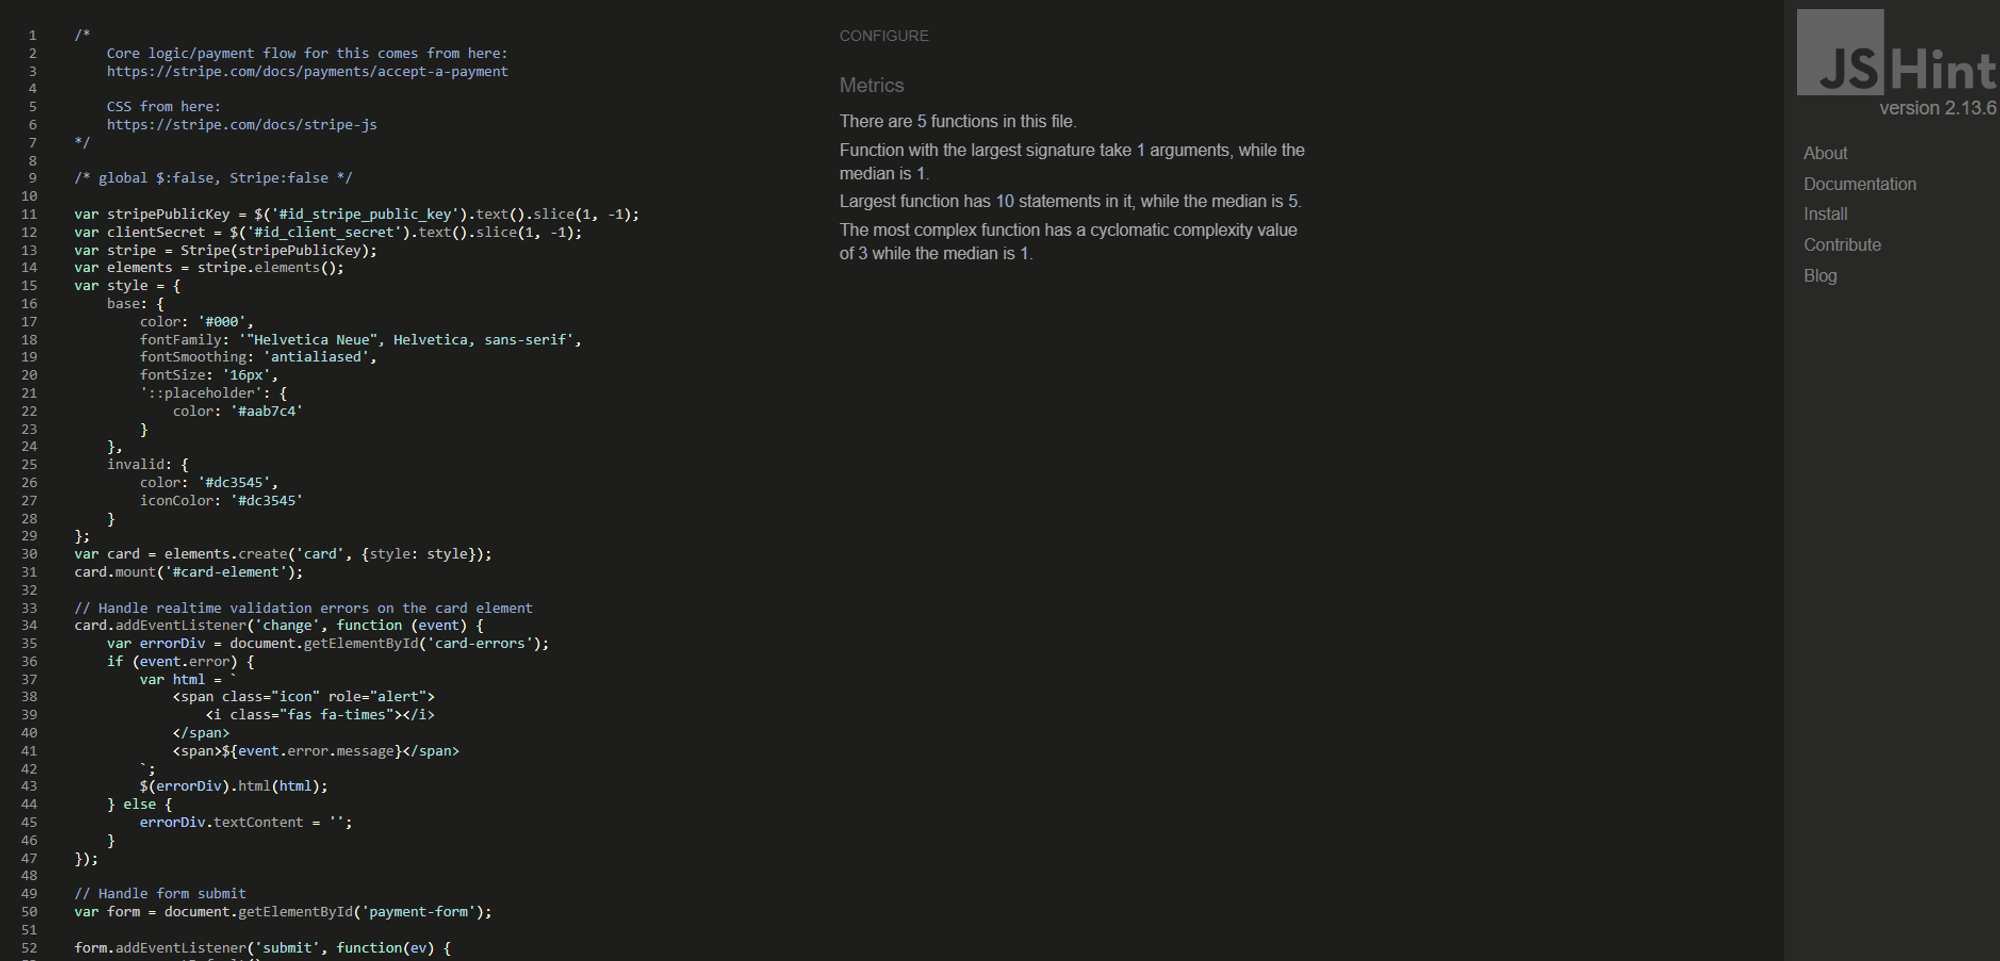 1 /*
2 Core logic/payment flow for this comes from here:
3 https://stripe.com/docs/payments/accept-a-payment
4
5 CSS from here:
6 https://stripe.com/docs/stripe-js
7 */
8
9 /* global $:false, Stripe:false */
10
11 var stripePublicKey = $('#id_stripe_public_key').text().slice(1, -1);
12 var clientSecret = $('#id_client_secret').text().slice(1, -1);
13 var stripe = Stripe(stripePublicKey);
14 var elements = stripe.elements();
15 var style = {
16 base: {
17 color: '#000',
18 fontFamily: '"Helvetica Neue", Helvetica, sans-serif',
19 fontSmoothing: 'antialiased',
20 fontSize: '16px',
21 '::placeholder': {
22 color: '#aab7c4'
23 }
24 },
25 invalid: {
26 color: '#dc3545',
27 iconColor: '#dc3545'
28 }
29 };
30 var card = elements.create('card', {style: style});
31 card.mount('#card-element');
32
33 // Handle realtime validation errors on the card element
34 card.addEventListener('change', function (event) {
35 var errorDiv = document.getElementById('card-errors');
36 if (event.error) {
37 var html = `
38 <span class="icon" role="alert">
39 <i class="fas fa-times"></i>
40 </span>
41 <span>${event.error.message}</span>
42 `;
43 $(errorDiv).html(html);
44 } else {
45 errorDiv.textContent = '';
46 }
47 });
48
49 // Handle form submit
50 var form = document.getElementById('payment-form');
51
52 form.addEventListener('submit', function(ev) {
CONFIGURE
Metrics
There are 5 functions in this file.
Function with the largest signature take 1 arguments, while the
median is 1.
Largest function has 10 statements in it, while the median is 5.
The most complex function has a cyclomatic complexity value
of 3 while the median is 1.
JSHint
version 2.13.6
About
Documentation
Install
Contribute
Blog